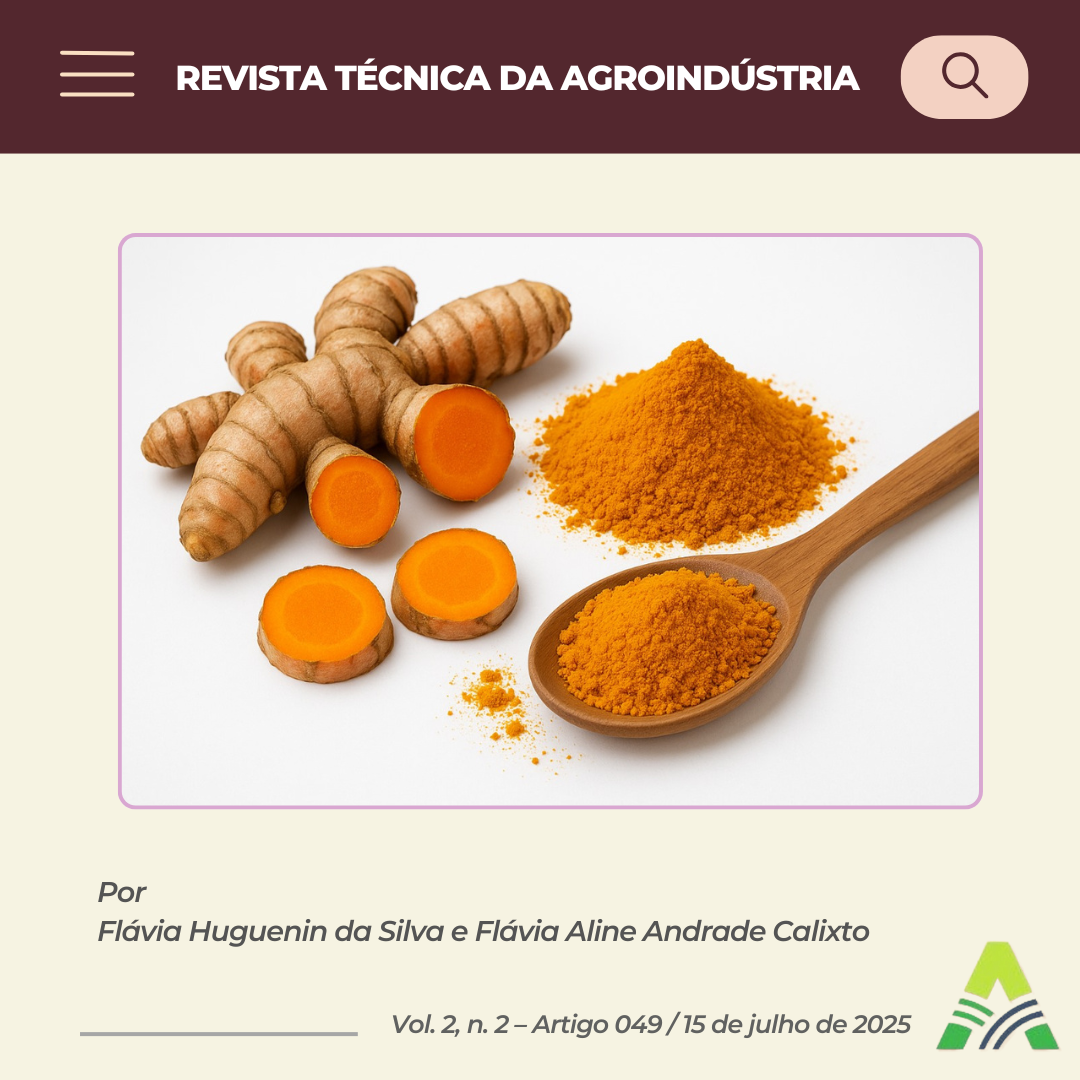 REVISTA TÉCNICA DA AGROINDÚSTRIA
Por
Flávia Huguenin da Silva e Flávia Aline Andrade Calixto
Vol. 2, n. 2 – Artigo 049 / 15 de julho de 2025